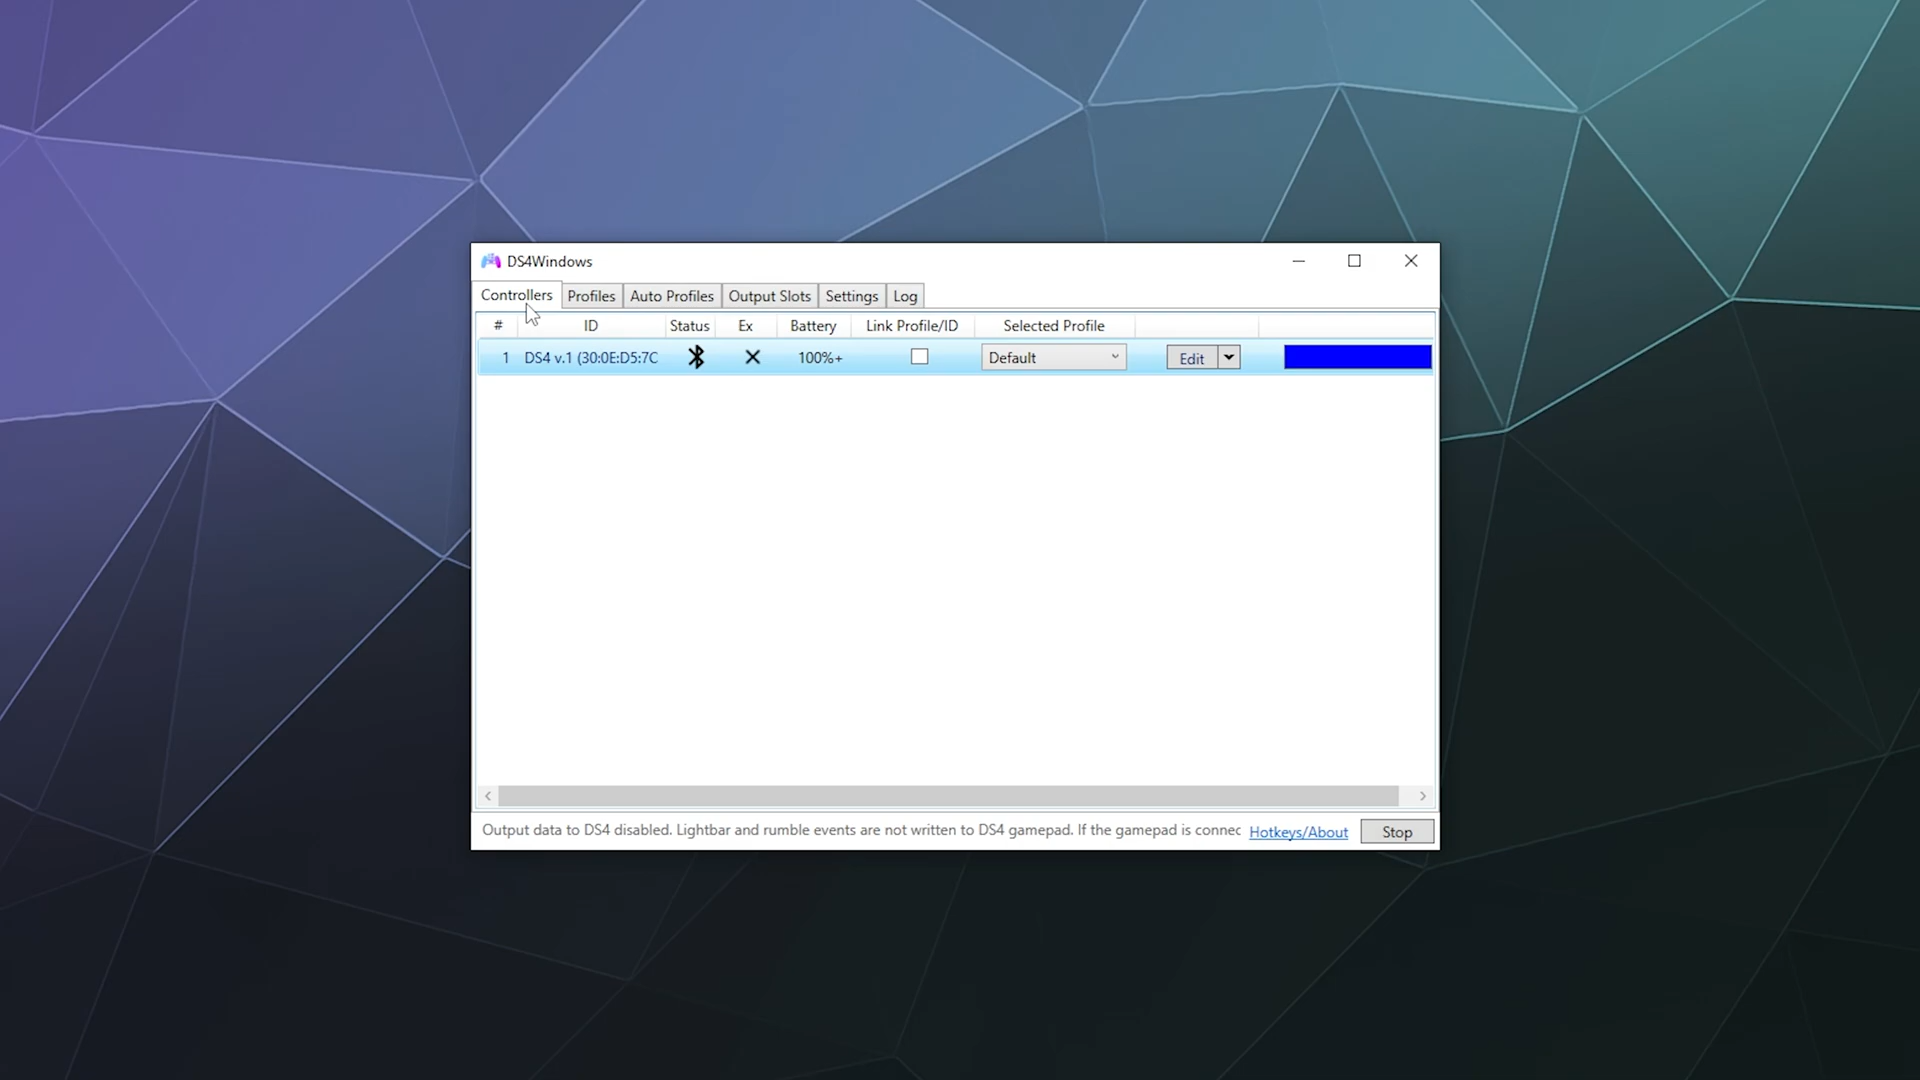 DS4Windows
Controllers Profiles Auto Profiles Output Slots Settings Log
# ID Status Ex Battery Link Profile/ID Selected Profile
1 DS4 v.1 (30:0E:D5:7C 100%+ Default Edit
Output data to DS4 disabled. Lightbar and rumble events are not written to DS4 gamepad. If the gamepad is connec Hotkeys/About Stop